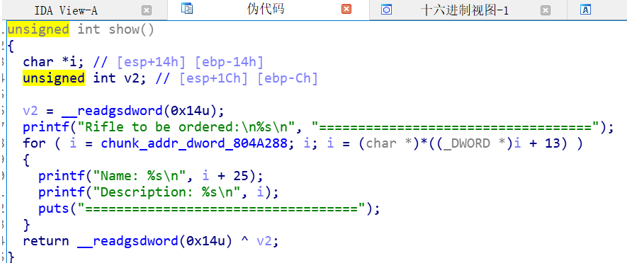 IDA View-A 伪代码 十六进制视图-1
unsigned int show()
{
char *i; // [esp+14h] [ebp-14h]
unsigned int v2; // [esp+1Ch] [ebp-Ch]
v2 = __readgsdword(0x14u);
printf("Rifle to be ordered:\n%s\n", "===================================");
for ( i = chunk_addr_dword_804A288; i; i = (char *)*((_DWORD *)i + 13) )
{
printf("Name: %s\n", i + 25);
printf("Description: %s\n", i);
puts("===================================");
}
return __readgsdword(0x14u) ^ v2;
}